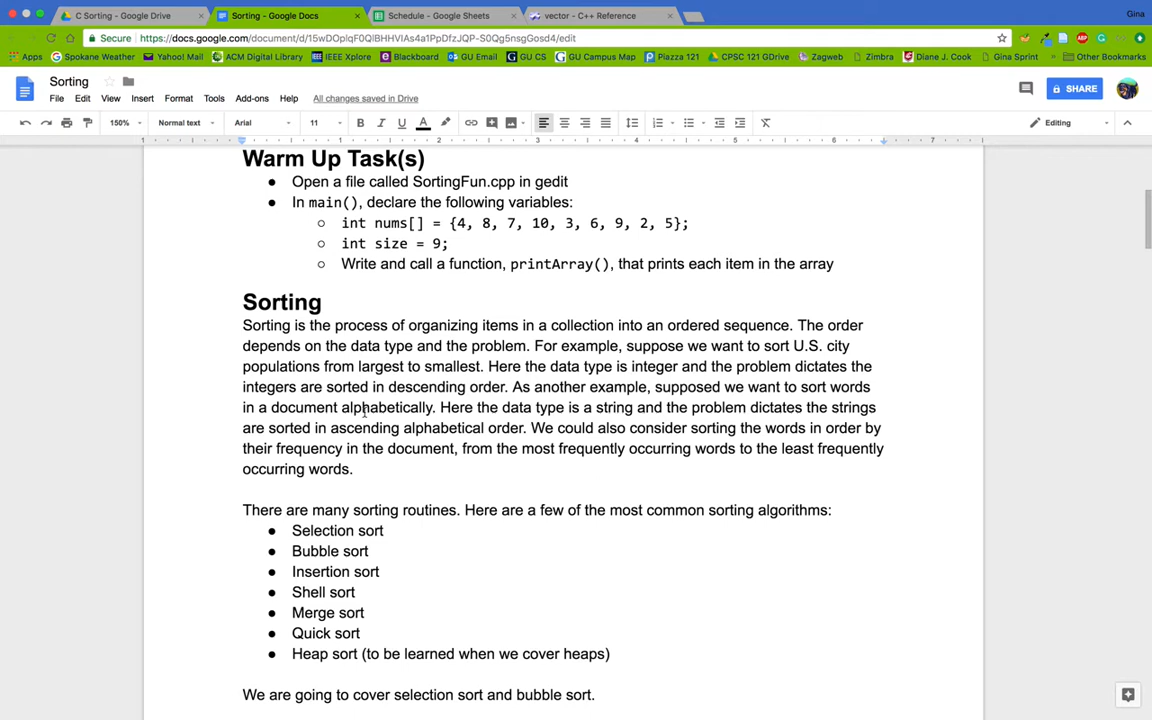 C Sorting - Google Drive
Sorting - Google Docs
Schedule - Google Sheets
vector - C++ Reference
Gina
Secure
https://docs.google.com/document/d/15wDOplqF0QlBHHVIAs4a1PpDfzJQP-S0Qg5nsgGosd4/edit
Apps
Spokane Weather
Yahoo! Mail
ACM Digital Library
IEEE Xplore
Blackboard
GU Email
GU CS
GU Campus Map
Piazza 121
CPSC 121 GDrive
Zagweb
Zimbra
Diane J. Cook
Gina Sprint
Other Bookmarks
Sorting
File Edit View Insert Format Tools Add-ons Help All changes saved in Drive
SHARE
150% Normal text Arial 11 B I U A Editing
1 1 2 3 4 5 6 7
Warm Up Task(s)
● Open a file called SortingFun.cpp in gedit
● In main(), declare the following variables:
○ int nums[] = {4, 8, 7, 10, 3, 6, 9, 2, 5};
○ int size = 9;
○ Write and call a function, printArray(), that prints each item in the array
Sorting
Sorting is the process of organizing items in a collection into an ordered sequence. The order
depends on the data type and the problem. For example, suppose we want to sort U.S. city
populations from largest to smallest. Here the data type is integer and the problem dictates the
integers are sorted in descending order. As another example, supposed we want to sort words
in a document alphabetically. Here the data type is a string and the problem dictates the strings
are sorted in ascending alphabetical order. We could also consider sorting the words in order by
their frequency in the document, from the most frequently occurring words to the least frequently
occurring words.
There are many sorting routines. Here are a few of the most common sorting algorithms:
● Selection sort
● Bubble sort
● Insertion sort
● Shell sort
● Merge sort
● Quick sort
● Heap sort (to be learned when we cover heaps)
We are going to cover selection sort and bubble sort.